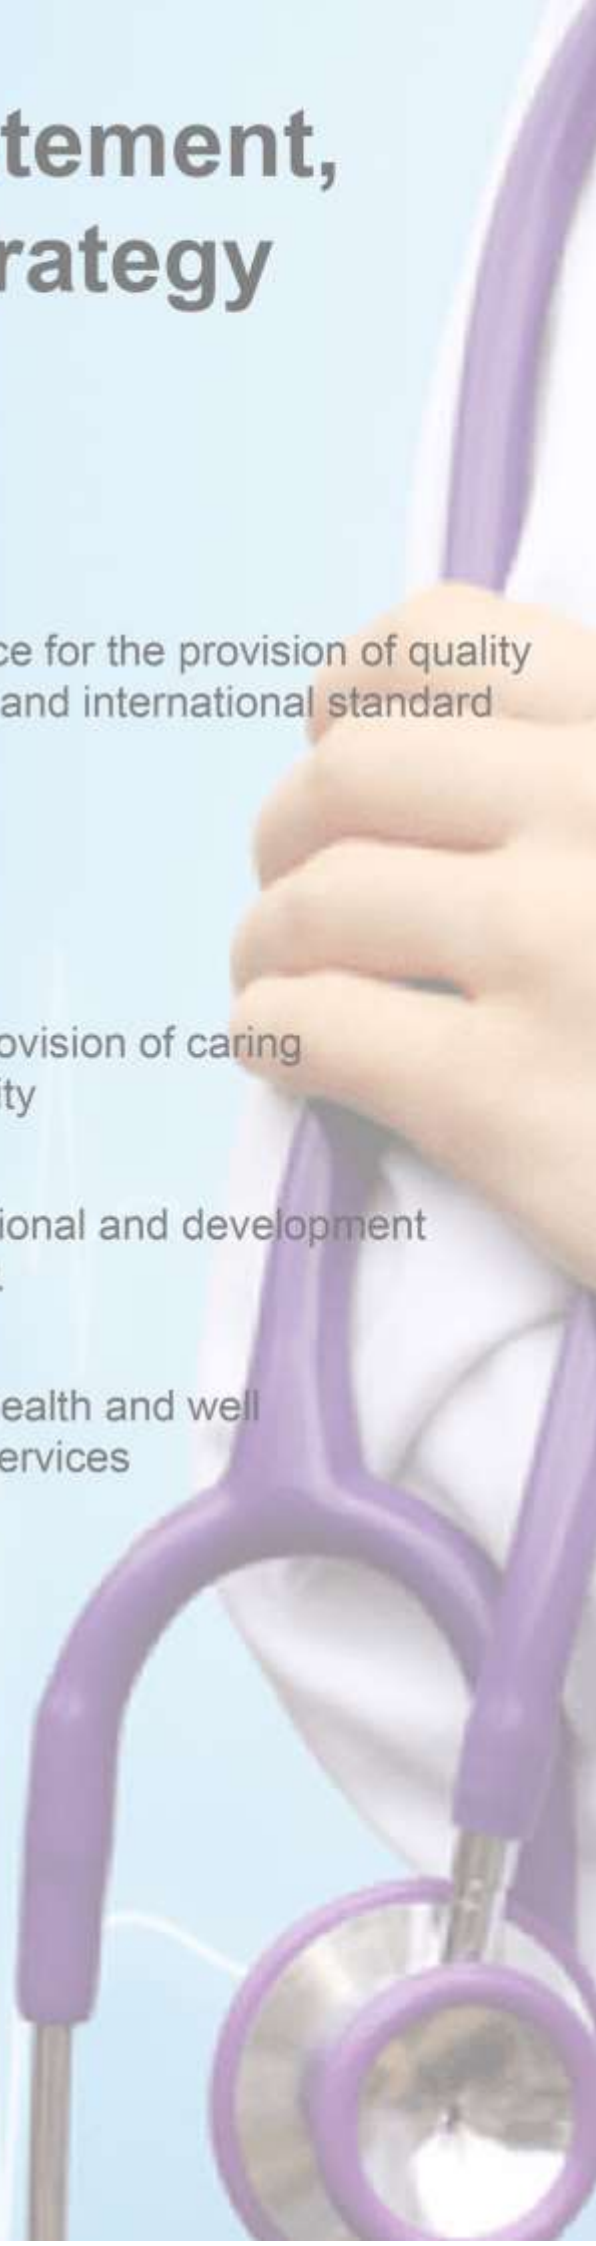 tement,
rategy
ce for the provision of quality
and international standard
ovision of caring
ity
ional and development
.
ealth and well
ervices